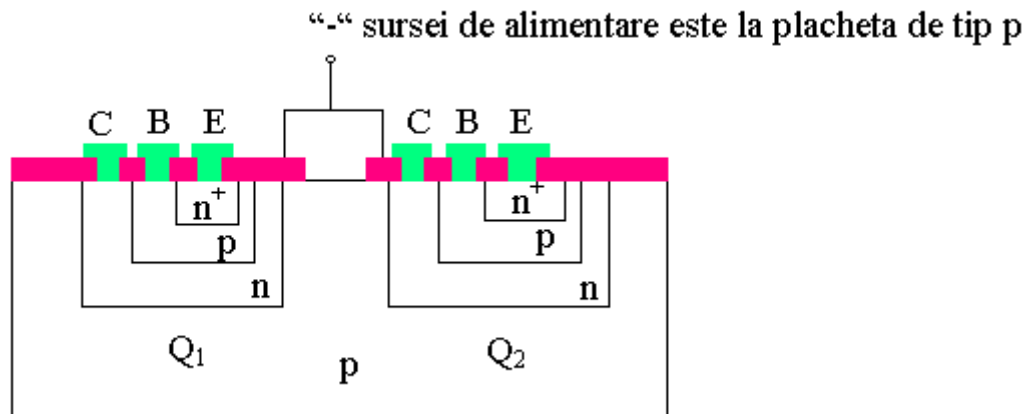 “-“ sursei de alimentare este la placheta de tip p
C B E C B E
n+ n+
p p
n n
Q1 Q2
p